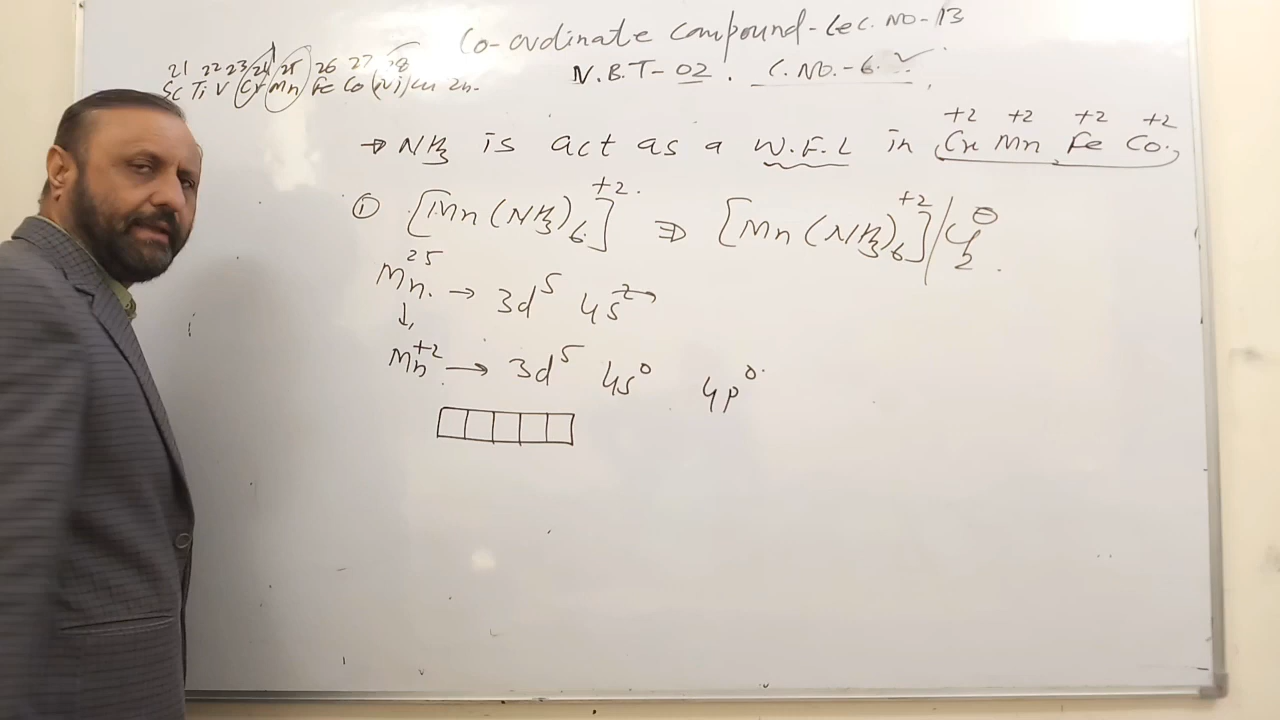 Co-ordinate compound - Lec. No - 13
N.B.T - 02 . C. No. - 6.
21 22 23 24 25 26 27 28
Sc Ti V Cr Mn Fe Co (Ni) Cu Zn.
+2 +2 +2 +2
→ NH3 is act as a W.F.L in Cr Mn Fe Co.
① [Mn(NH3)6]+2. ⇒ [Mn(NH3)6]+2/Cl2⊖
Mn.25 → 3d5 4s2
↓
Mn+2 → 3d5 4s0 4p0